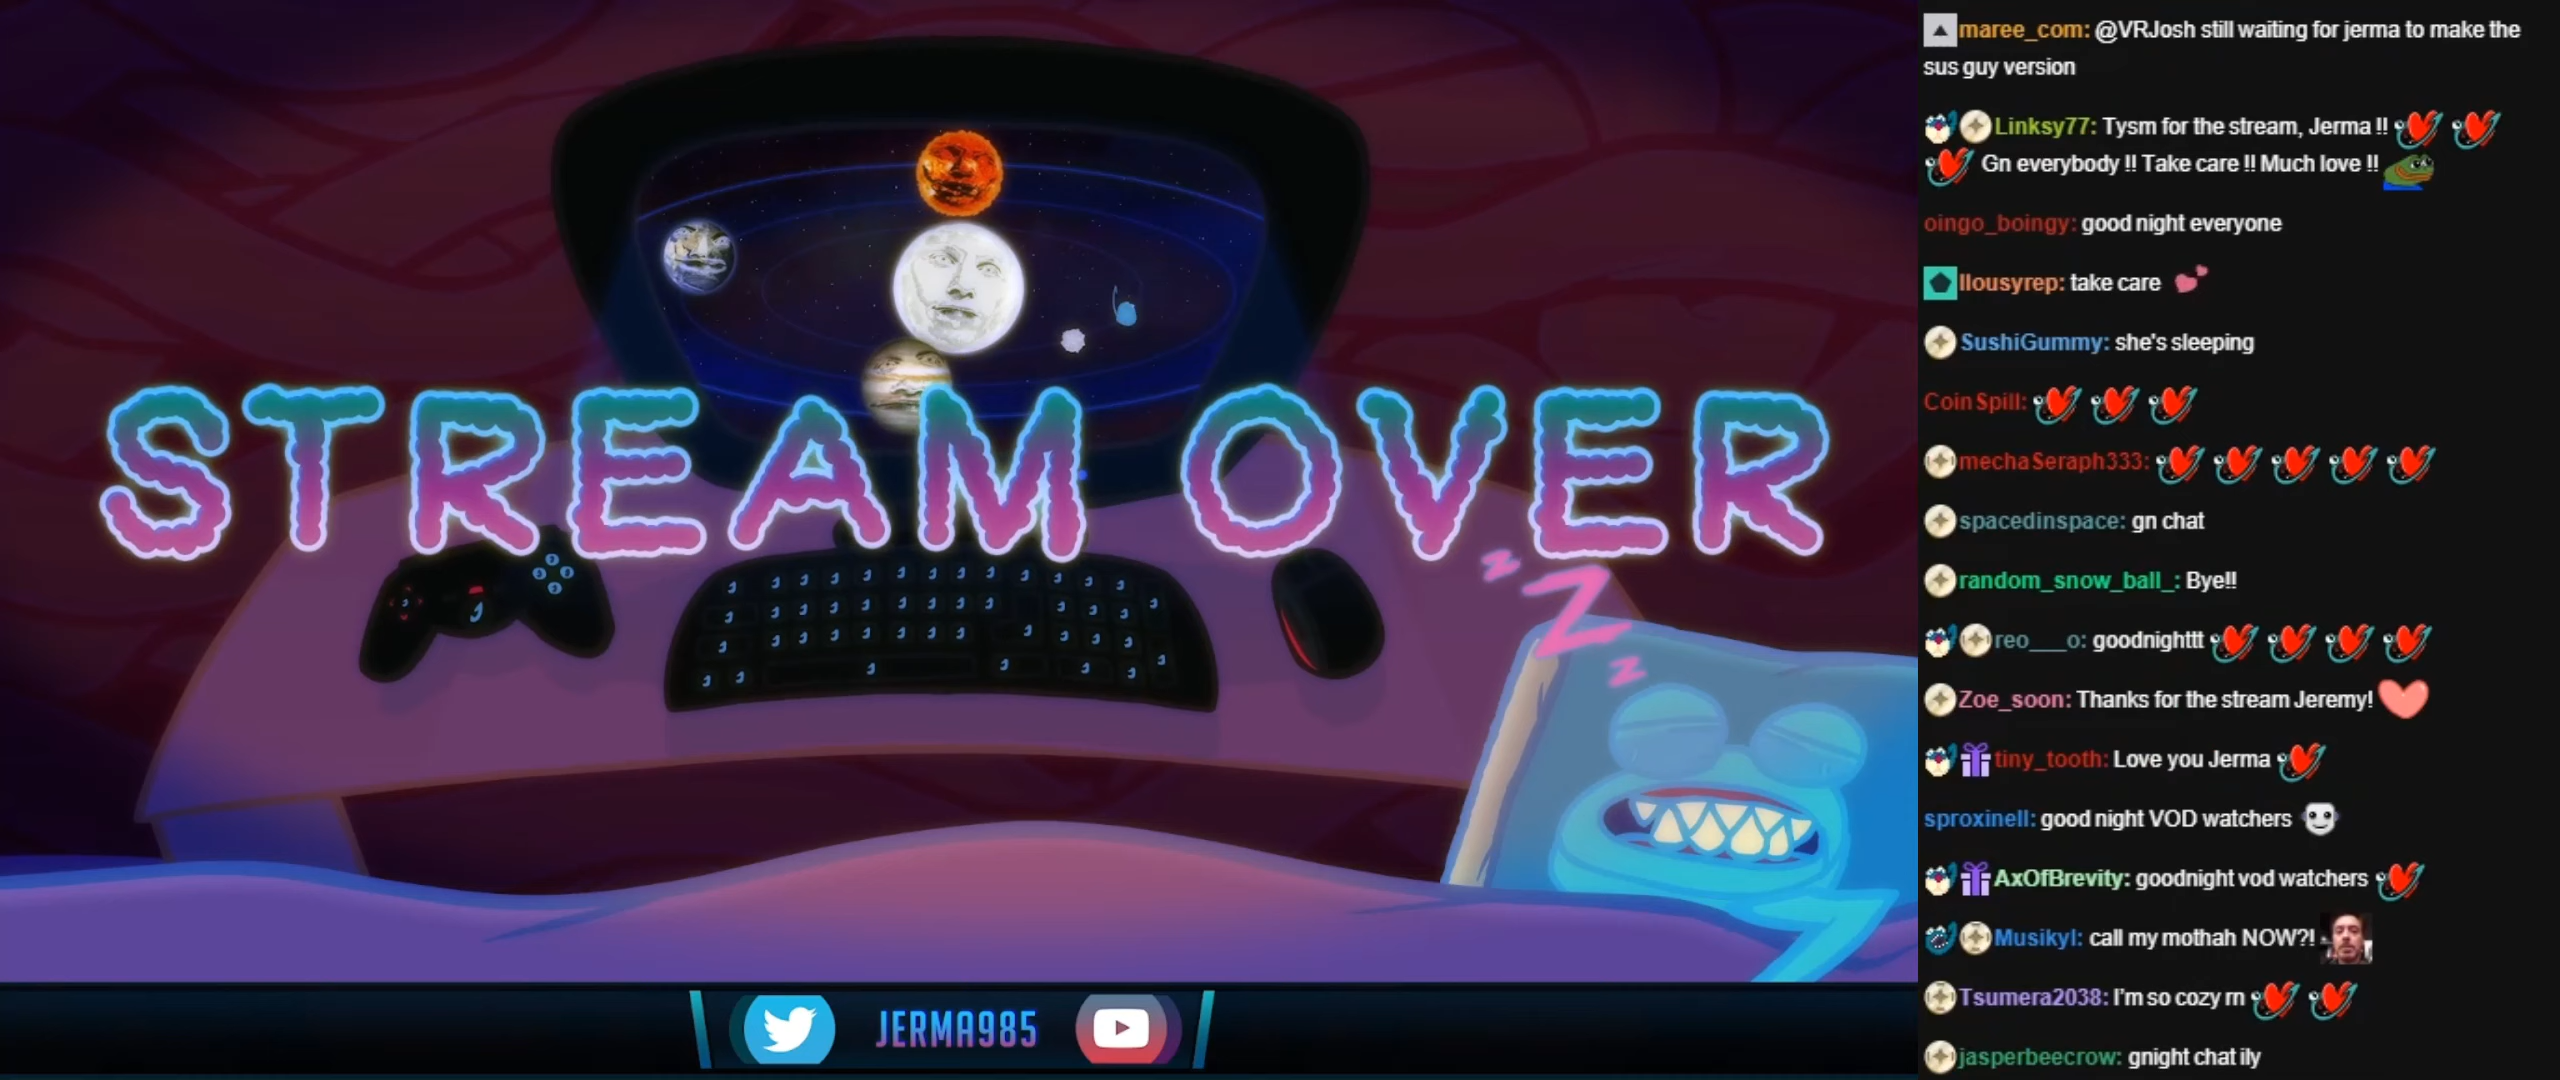 STREAM OVER
z
Z
z
JERMA985
maree_com: @VRJosh still waiting for jerma to make the
sus guy version
Linksy77: Tysm for the stream, Jerma !!
Gn everybody !! Take care !! Much love !!
oingo_boingy: good night everyone
llousyrep: take care
SushiGummy: she's sleeping
CoinSpill:
mechaSeraph333:
spacedinspace: gn chat
random_snow_ball_: Bye!!
reo___o: goodnighttt
Zoe_soon: Thanks for the stream Jeremy!
tiny_tooth: Love you Jerma
sproxinell: good night VOD watchers
AxOfBrevity: goodnight vod watchers
Musikyl: call my mothah NOW?!
Tsumera2038: I'm so cozy rn
jasperbeecrow: gnight chat ily